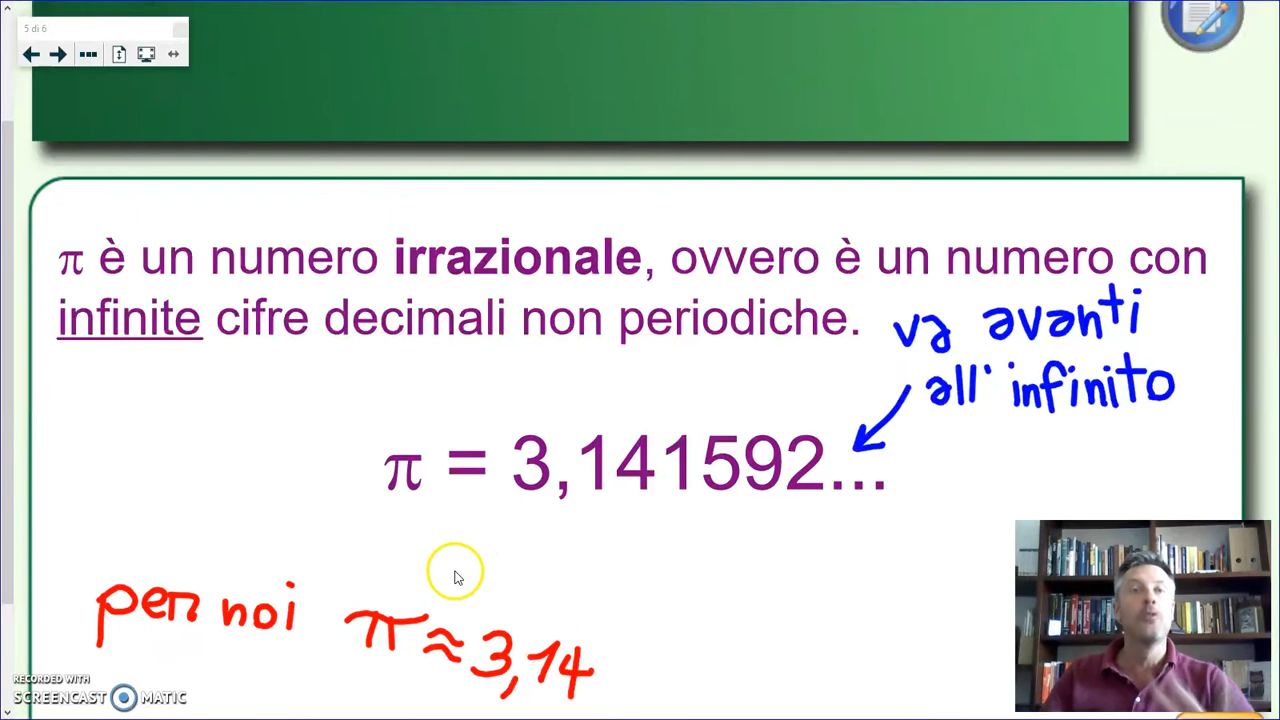 5 di 6
π è un numero irrazionale, ovvero è un numero con
infinite cifre decimali non periodiche.
va avanti
all' infinito
π = 3,141592...
per noi π ≈ 3,14
RECORDED WITH
SCREENCAST MATIC